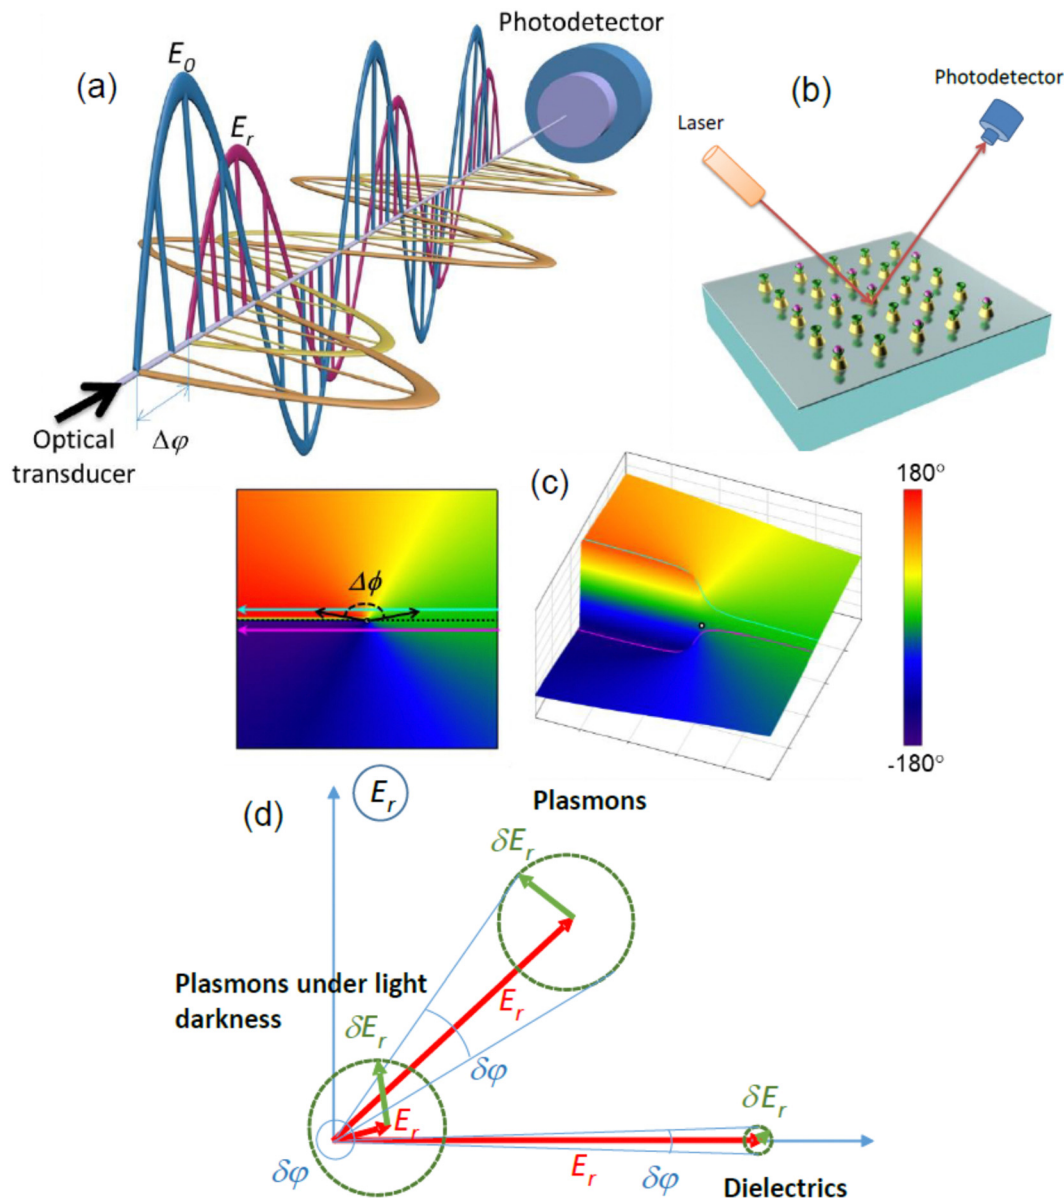 Photodetector
(a)
E0
Er
Optical
transducer
Δφ
(b)
Photodetector
Laser
Δϕ
(c)
180°
-180°
(d)
Er
Plasmons
δEr
Er
δφ
Plasmons under light
darkness
δEr
Er
δφ
δEr
Er
δφ
Dielectrics